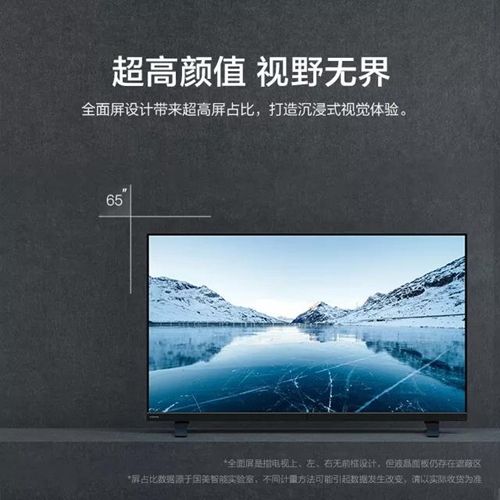 超高颜值 视野无界
全面屏设计带来超高屏占比，打造沉浸式视觉体验。
65″
*全面屏是指电视上、左、右无前框设计，但液晶面板仍存在遮蔽区
*屏占比数据源于国美智能实验室，不同计量方法可能引起数据发生改变，请以实际收货为准